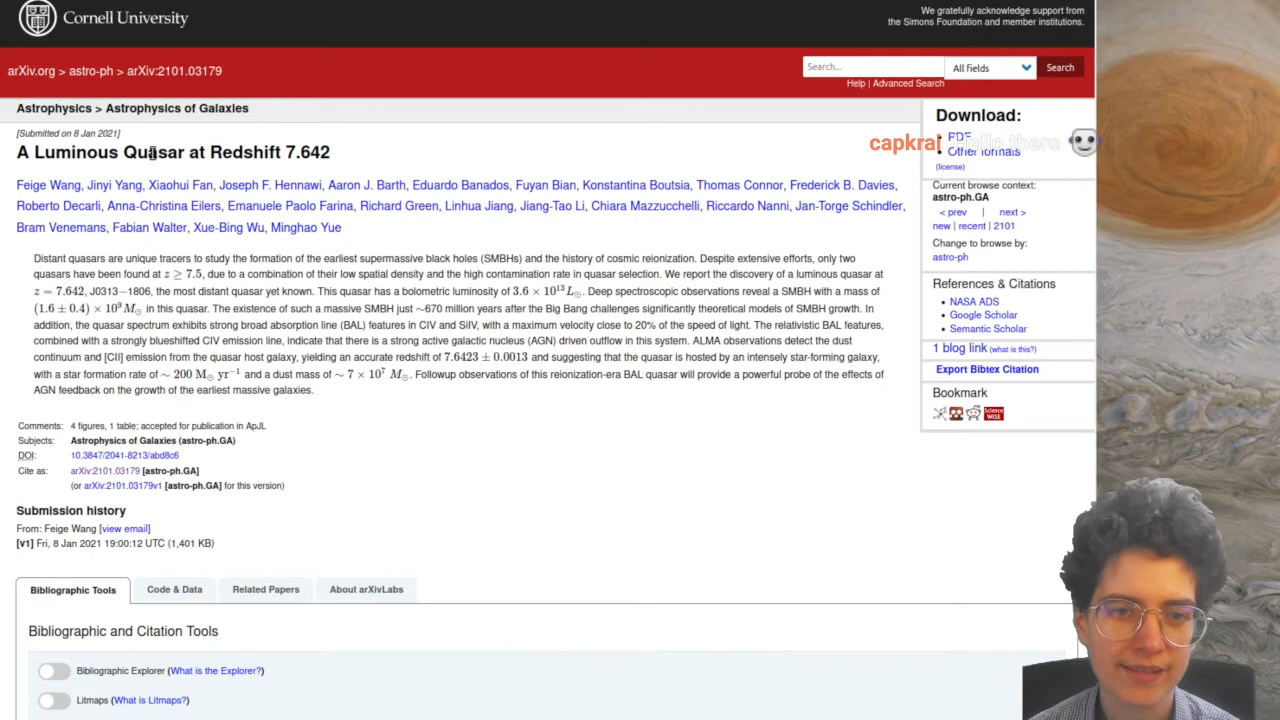 Cornell University
We gratefully acknowledge support from
the Simons Foundation and member institutions.
arXiv.org > astro-ph > arXiv:2101.03179
Search...
All fields
Search
Help | Advanced Search
Astrophysics > Astrophysics of Galaxies
[Submitted on 8 Jan 2021]
A Luminous Quasar at Redshift 7.642
Feige Wang, Jinyi Yang, Xiaohui Fan, Joseph F. Hennawi, Aaron J. Barth, Eduardo Banados, Fuyan Bian, Konstantina Boutsia, Thomas Connor, Frederick B. Davies,
Roberto Decarli, Anna-Christina Eilers, Emanuele Paolo Farina, Richard Green, Linhua Jiang, Jiang-Tao Li, Chiara Mazzucchelli, Riccardo Nanni, Jan-Torge Schindler,
Bram Venemans, Fabian Walter, Xue-Bing Wu, Minghao Yue
Distant quasars are unique tracers to study the formation of the earliest supermassive black holes (SMBHs) and the history of cosmic reionization. Despite extensive efforts, only two
quasars have been found at z ≥ 7.5, due to a combination of their low spatial density and the high contamination rate in quasar selection. We report the discovery of a luminous quasar at
z = 7.642, J0313−1806, the most distant quasar yet known. This quasar has a bolometric luminosity of 3.6 × 10¹³L⊙. Deep spectroscopic observations reveal a SMBH with a mass of
(1.6 ± 0.4) × 10⁹M⊙ in this quasar. The existence of such a massive SMBH just ∼670 million years after the Big Bang challenges significantly theoretical models of SMBH growth. In
addition, the quasar spectrum exhibits strong broad absorption line (BAL) features in CIV and SiIV, with a maximum velocity close to 20% of the speed of light. The relativistic BAL features,
combined with a strongly blueshifted CIV emission line, indicate that there is a strong active galactic nucleus (AGN) driven outflow in this system. ALMA observations detect the dust
continuum and [CII] emission from the quasar host galaxy, yielding an accurate redshift of 7.6423 ± 0.0013 and suggesting that the quasar is hosted by an intensely star-forming galaxy,
with a star formation rate of ∼ 200 M⊙ yr⁻¹ and a dust mass of ∼ 7 × 10⁷ M⊙. Followup observations of this reionization-era BAL quasar will provide a powerful probe of the effects of
AGN feedback on the growth of the earliest massive galaxies.
Comments: 4 figures, 1 table; accepted for publication in ApJL
Subjects: Astrophysics of Galaxies (astro-ph.GA)
DOI: 10.3847/2041-8213/abd8c6
Cite as: arXiv:2101.03179 [astro-ph.GA]
(or arXiv:2101.03179v1 [astro-ph.GA] for this version)
Submission history
From: Feige Wang [view email]
[v1] Fri, 8 Jan 2021 19:00:12 UTC (1,401 KB)
Bibliographic Tools
Code & Data
Related Papers
About arXivLabs
Bibliographic and Citation Tools
Bibliographic Explorer (What is the Explorer?)
Litmaps (What is Litmaps?)
Download:
PDF
Other formats
(license)
capkraj Hello there
Current browse context:
astro-ph.GA
< prev | next >
new | recent | 2101
Change to browse by:
astro-ph
References & Citations
NASA ADS
Google Scholar
Semantic Scholar
1 blog link (what is this?)
Export Bibtex Citation
Bookmark
Science
WISE